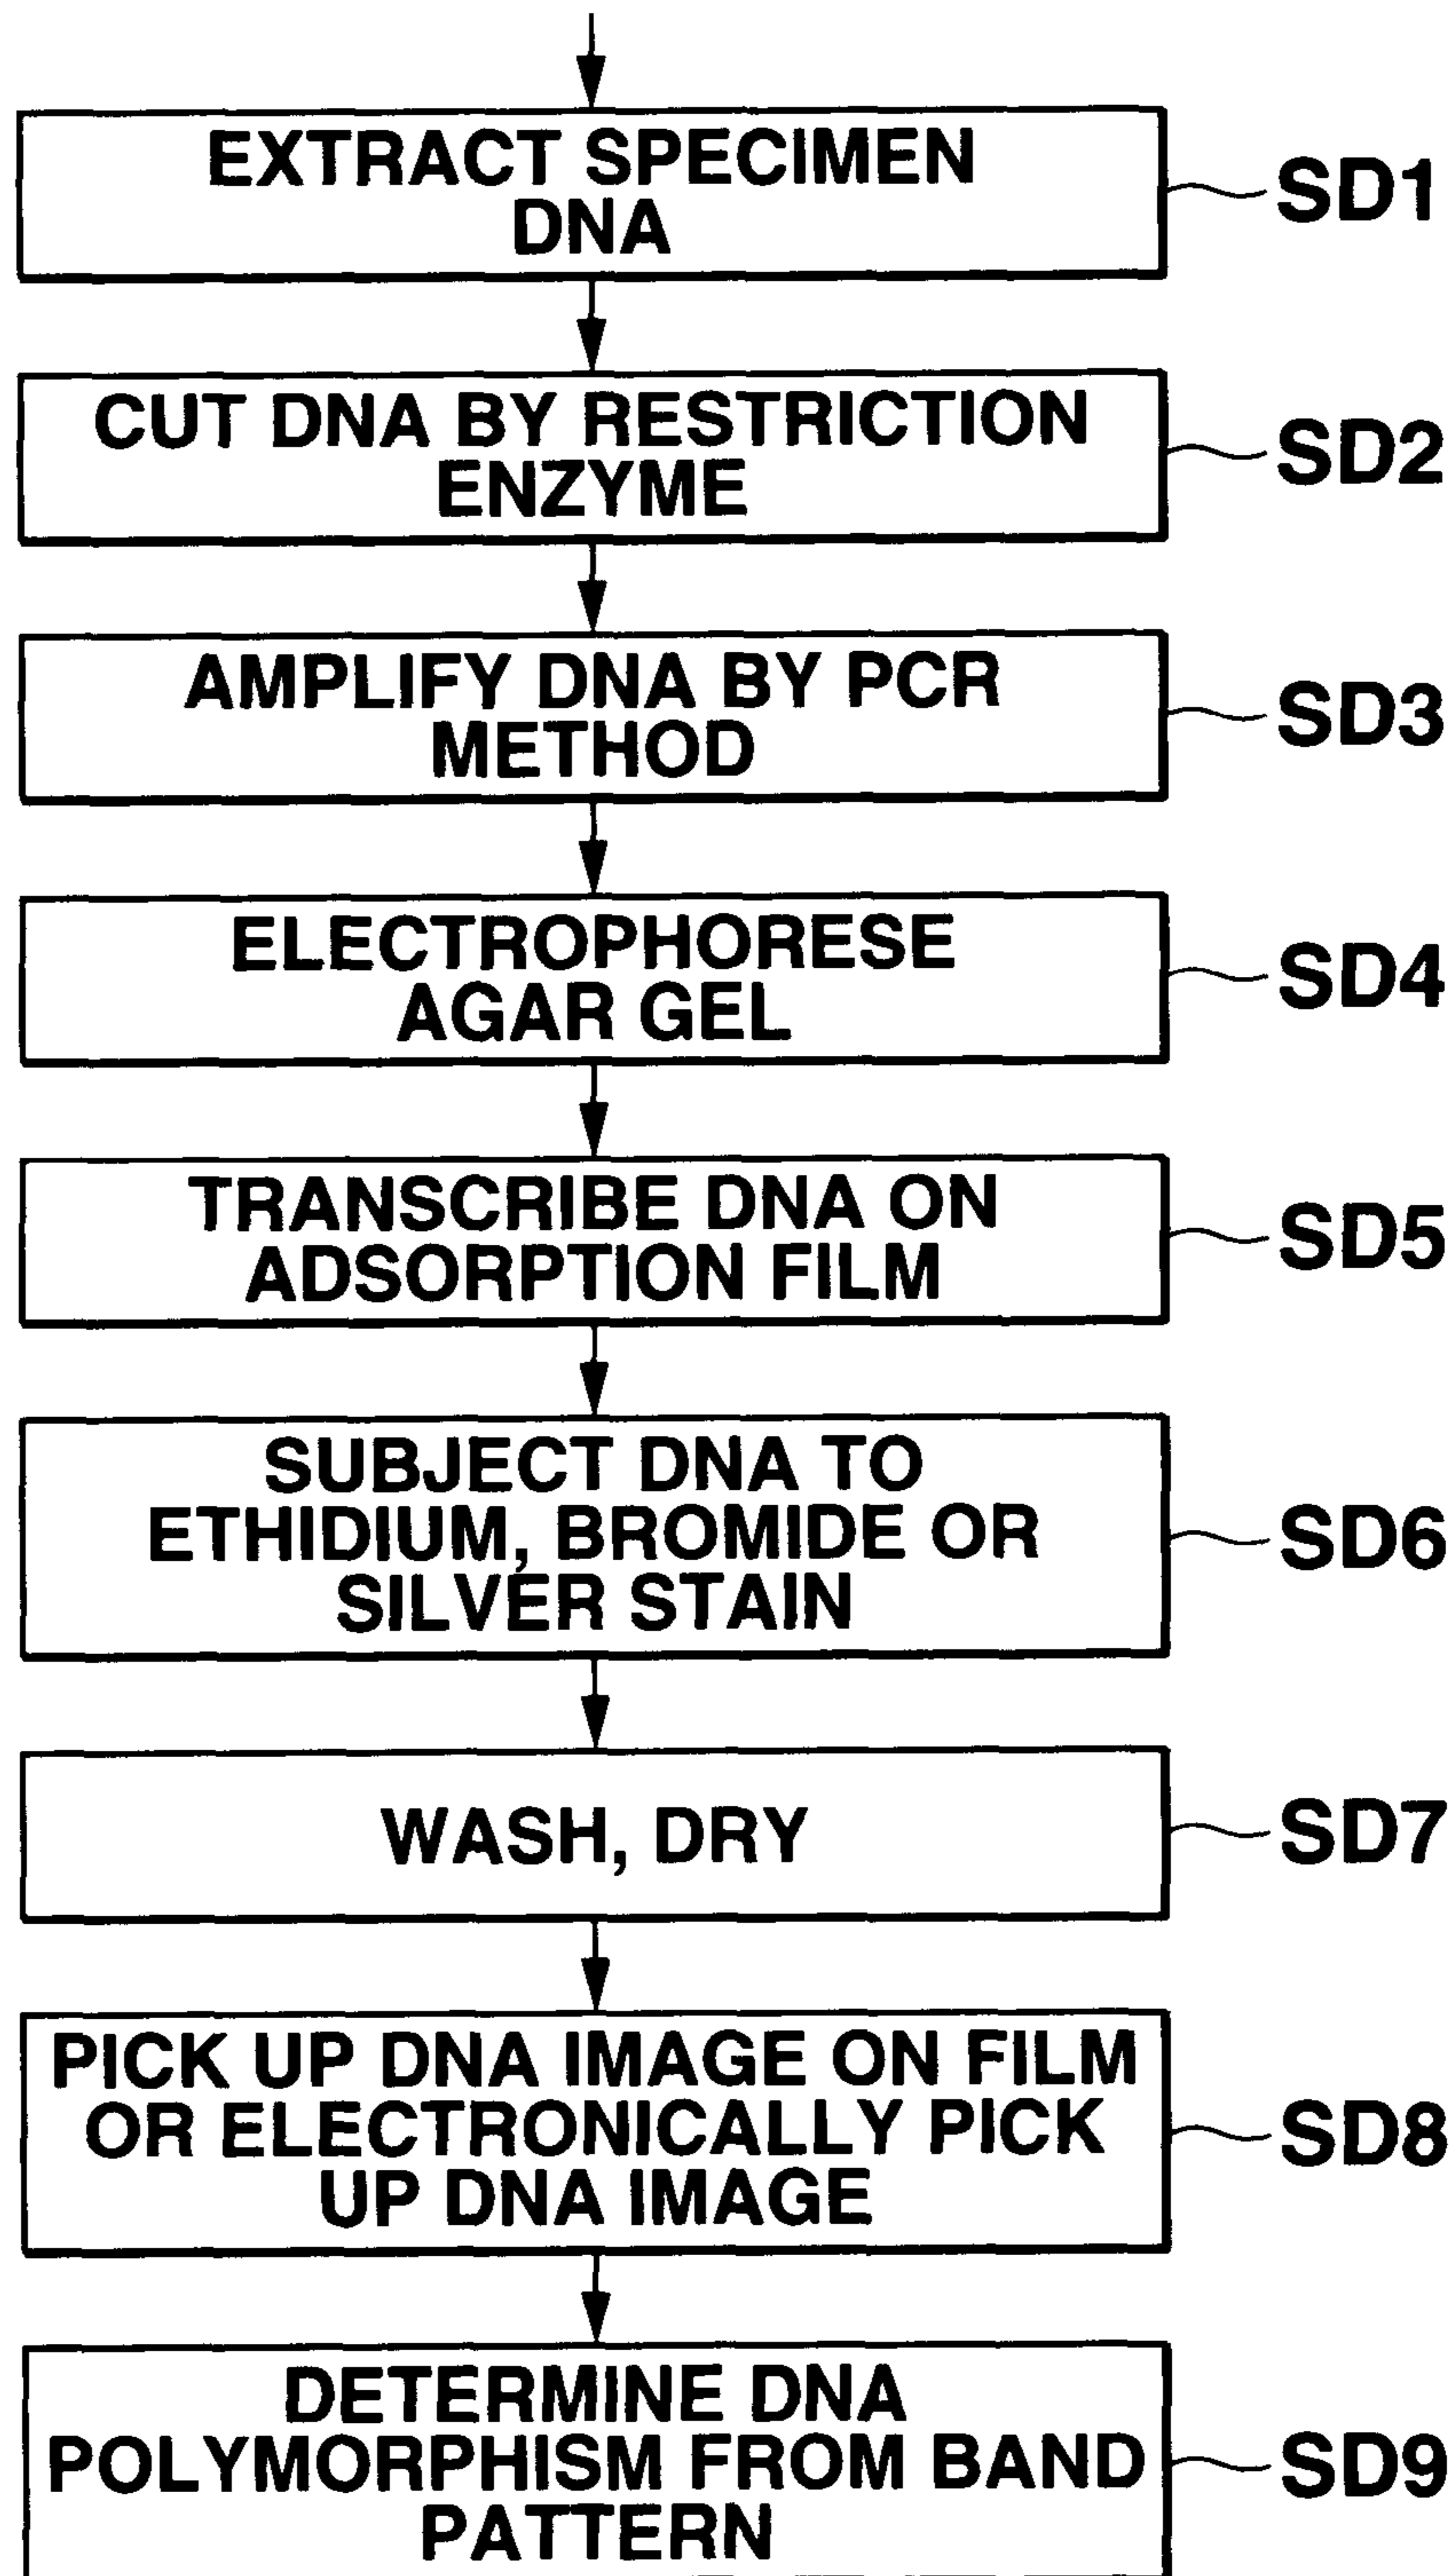 EXTRACT SPECIMEN
DNA
SD1
CUT DNA BY RESTRICTION
ENZYME
SD2
AMPLIFY DNA BY PCR
METHOD
SD3
ELECTROPHORESE
AGAR GEL
SD4
TRANSCRIBE DNA ON
ADSORPTION FILM
SD5
SUBJECT DNA TO
ETHIDIUM, BROMIDE OR
SILVER STAIN
SD6
WASH, DRY
SD7
PICK UP DNA IMAGE ON FILM
OR ELECTRONICALLY PICK
UP DNA IMAGE
SD8
DETERMINE DNA
POLYMORPHISM FROM BAND
PATTERN
SD9